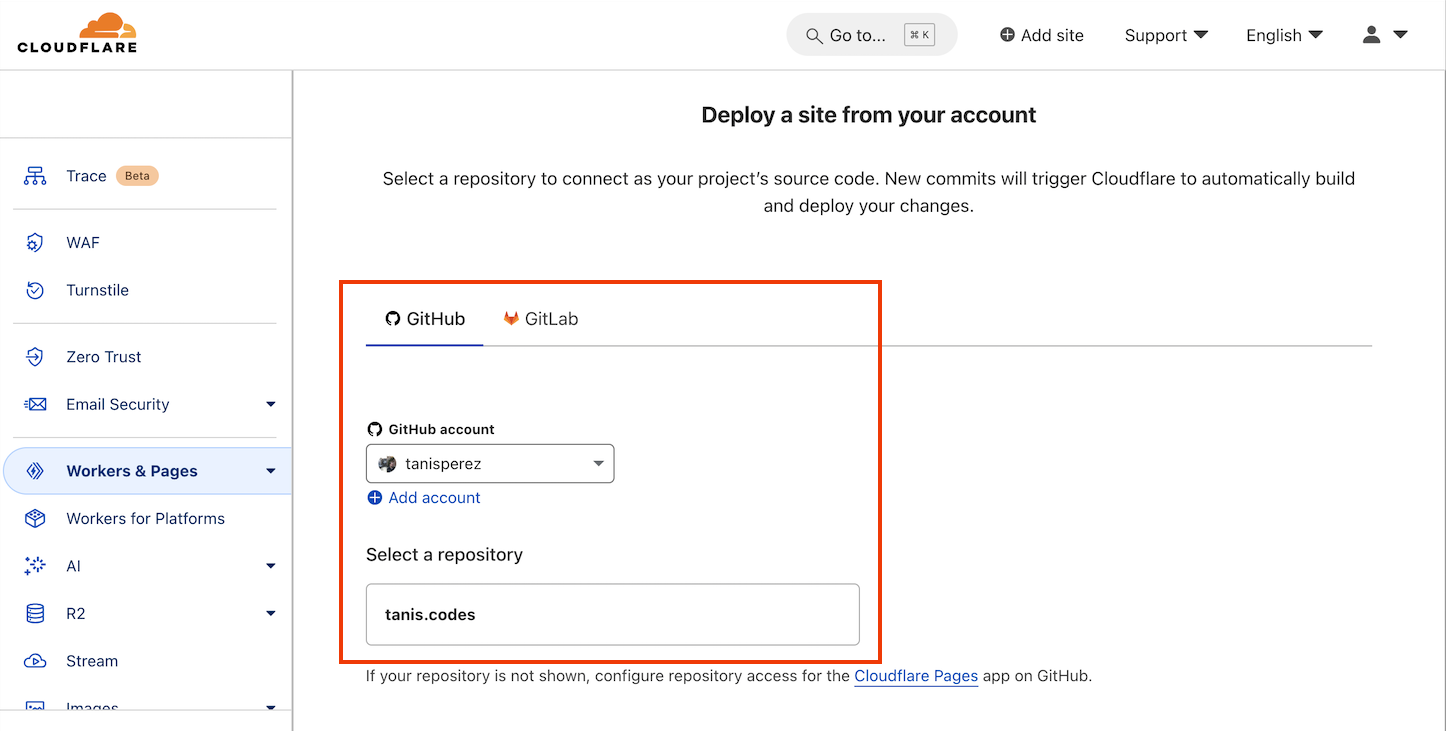 CLOUDFLARE
Go to... ⌘ K
Add site
Support
English
Trace Beta
WAF
Turnstile
Zero Trust
Email Security
Workers & Pages
Workers for Platforms
AI
R2
Stream
Images
Deploy a site from your account
Select a repository to connect as your project’s source code. New commits will trigger Cloudflare to automatically build
and deploy your changes.
GitHub GitLab
GitHub account
tanisperez
Add account
Select a repository
tanis.codes
If your repository is not shown, configure repository access for the Cloudflare Pages app on GitHub.